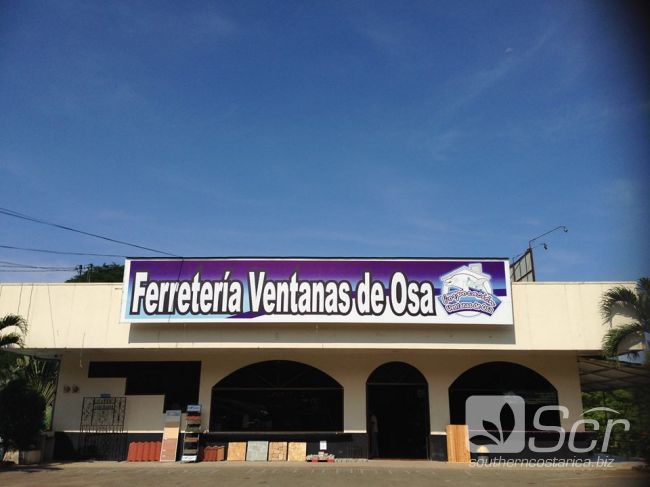 Ferretería Ventanas de Osa
Scr
southerncostarica.biz